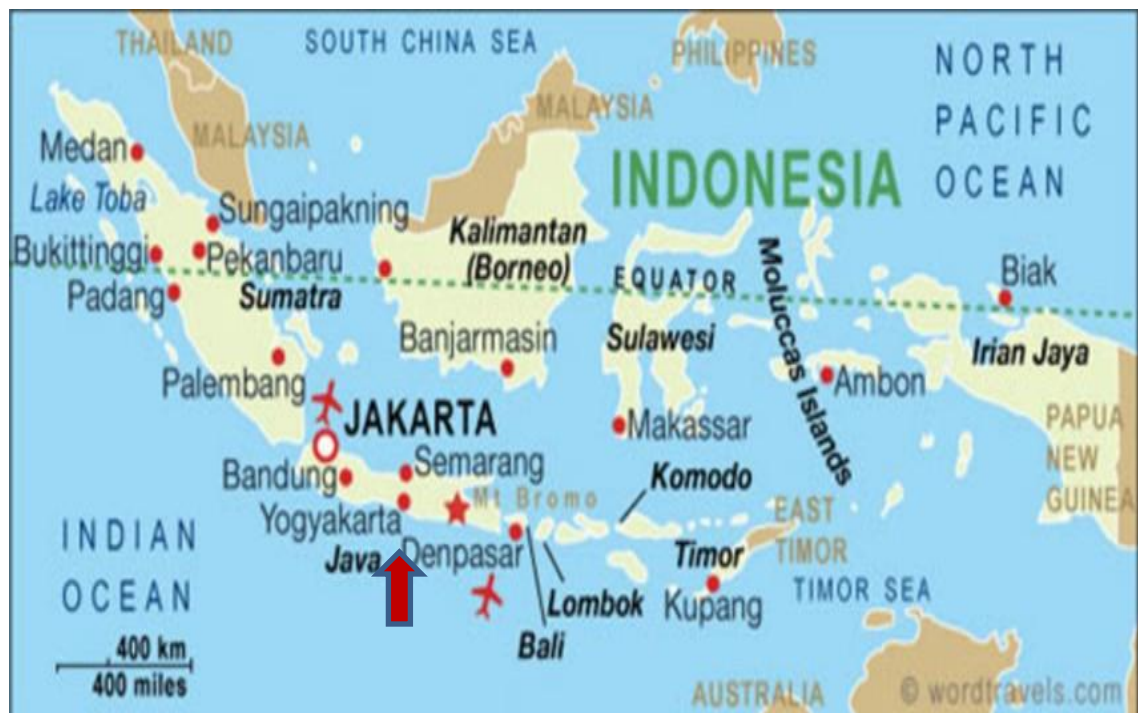 THAILAND
SOUTH CHINA SEA
PHILIPPINES
NORTH
PACIFIC
OCEAN
MALAYSIA
MALAYSIA
Medan
INDONESIA
Lake Toba
Sungaipakning
Kalimantan
(Borneo)
Bukittinggi
Pekanbaru
Moluccas Islands
Biak
EQUATOR
Padang
Sumatra
Banjarmasin
Sulawesi
Irian Jaya
Palembang
Ambon
JAKARTA
Makassar
PAPUA
NEW
GUINEA
Bandung
Semarang
Komodo
Mt Bromo
Yogyakarta
EAST
TIMOR
INDIAN
OCEAN
Java
Denpasar
Timor
TIMOR SEA
Lombok
Kupang
Bali
400 km
400 miles
AUSTRALIA
© wordtravels.com